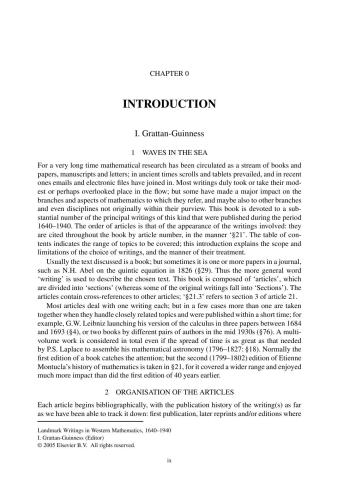 CHAPTER 0
INTRODUCTION
I. Grattan-Guinness
1 WAVES IN THE SEA
For a very long time mathematical research has been circulated as a stream of books and
papers, manuscripts and letters; in ancient times scrolls and tablets prevailed, and in recent
ones emails and electronic files have joined in. Most writings duly took or take their mod-
est or perhaps overlooked place in the flow; but some have made a major impact on the
branches and aspects of mathematics to which they refer, and maybe also to other branches
and even disciplines not originally within their purview. This book is devoted to a sub-
stantial number of the principal writings of this kind that were published during the period
1640–1940. The order of articles is that of the appearance of the writings involved: they
are cited throughout the book by article number, in the manner ‘§21’. The table of con-
tents indicates the range of topics to be covered; this introduction explains the scope and
limitations of the choice of writings, and the manner of their treatment.
Usually the text discussed is a book; but sometimes it is one or more papers in a journal,
such as N.H. Abel on the quintic equation in 1826 (§29). Thus the more general word
‘writing’ is used to describe the chosen text. This book is composed of ‘articles’, which
are divided into ‘sections’ (whereas some of the original writings fall into ‘Sections’). The
articles contain cross-references to other articles; ‘§21.3’ refers to section 3 of article 21.
Most articles deal with one writing each; but in a few cases more than one are taken
together when they handle closely related topics and were published within a short time; for
example, G.W. Leibniz launching his version of the calculus in three papers between 1684
and 1693 (§4), or two books by different pairs of authors in the mid 1930s (§76). A multi-
volume work is considered in total even if the spread of time is as great as that needed
by P.S. Laplace to assemble his mathematical astronomy (1796–1827: §18). Normally the
first edition of a book catches the attention; but the second (1799–1802) edition of Etienne
Montucla’s history of mathematics is taken in §21, for it covered a wider range and enjoyed
much more impact than did the first edition of 40 years earlier.
2 ORGANISATION OF THE ARTICLES
Each article begins bibliographically, with the publication history of the writing(s) as far
as we have been able to track it down: first publication, later reprints and/or editions where
Landmark Writings in Western Mathematics, 1640–1940
I. Grattan-Guinness (Editor)
© 2005 Elsevier B.V. All rights reserved.
ix